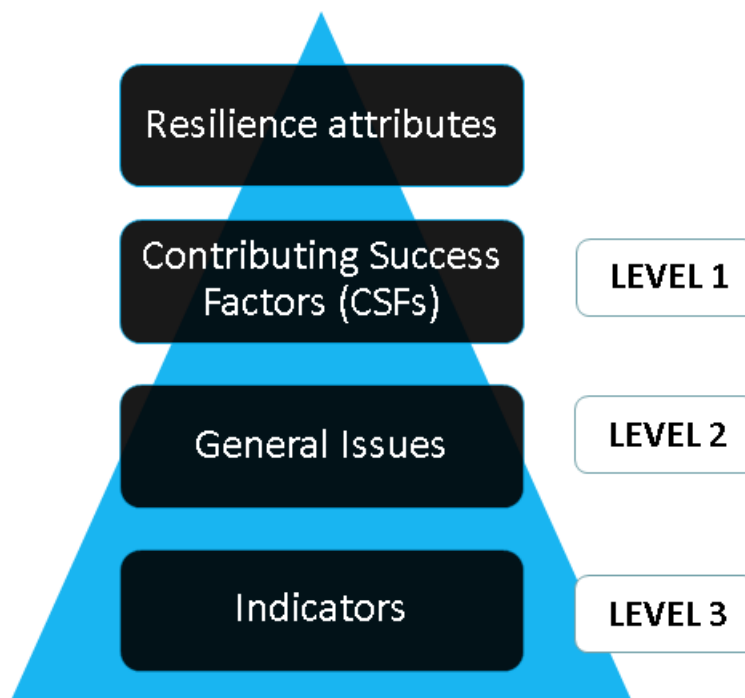 Resilience attributes
Contributing Success
Factors (CSFs)
LEVEL 1
General Issues
LEVEL 2
Indicators
LEVEL 3